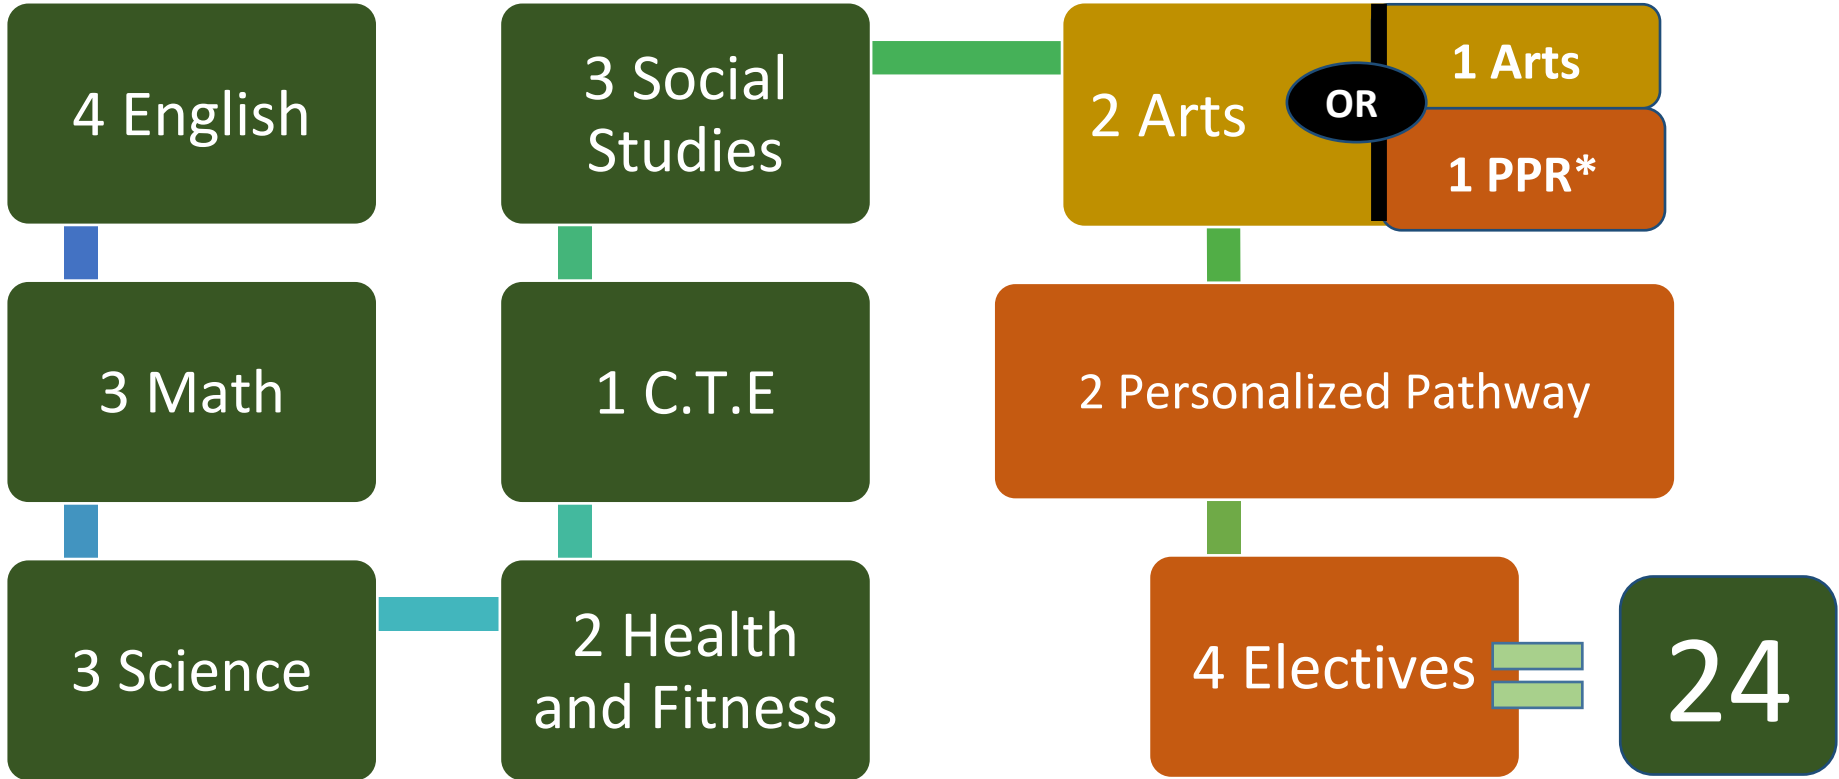 4 English
3 Math
3 Science
2 Health
and Fitness
1 C.T.E
3 Social
Studies
2 Arts
OR
1 Arts
1 PPR*
2 Personalized Pathway
4 Electives
24